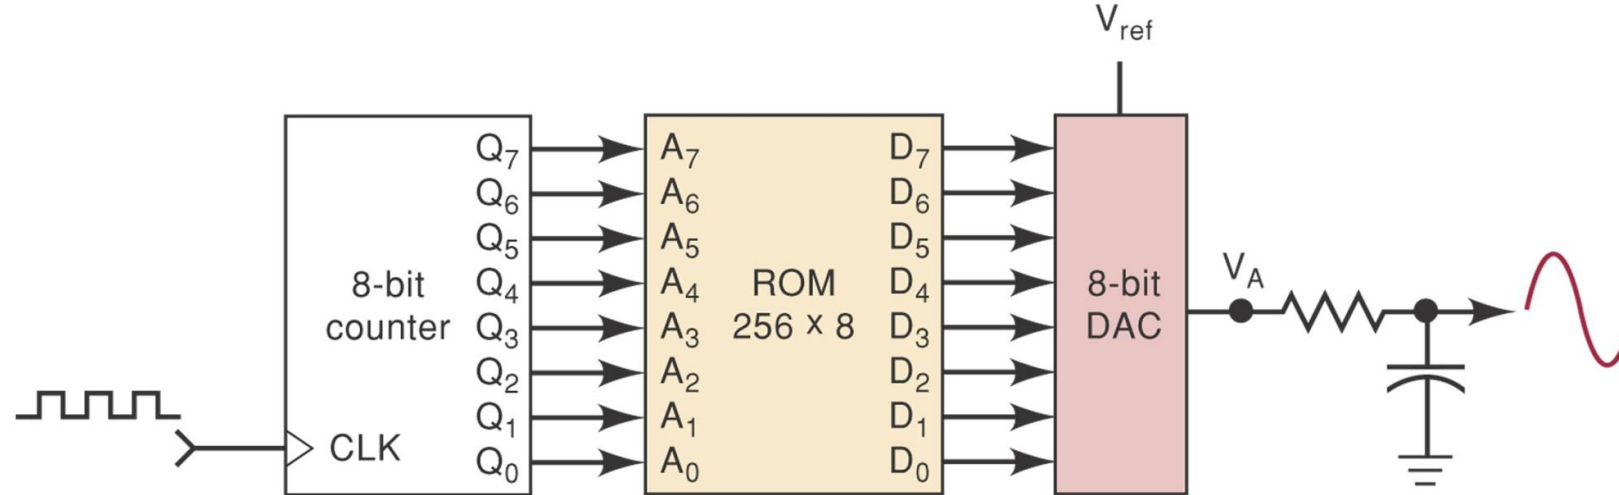 V_ref
Q_7 A_7 D_7
Q_6 A_6 D_6
Q_5 A_5 D_5
V_A
8-bit Q_4 A_4 ROM D_4 8-bit
counter Q_3 A_3 256 x 8 D_3 DAC
Q_2 A_2 D_2
Q_1 A_1 D_1
CLK Q_0 A_0 D_0